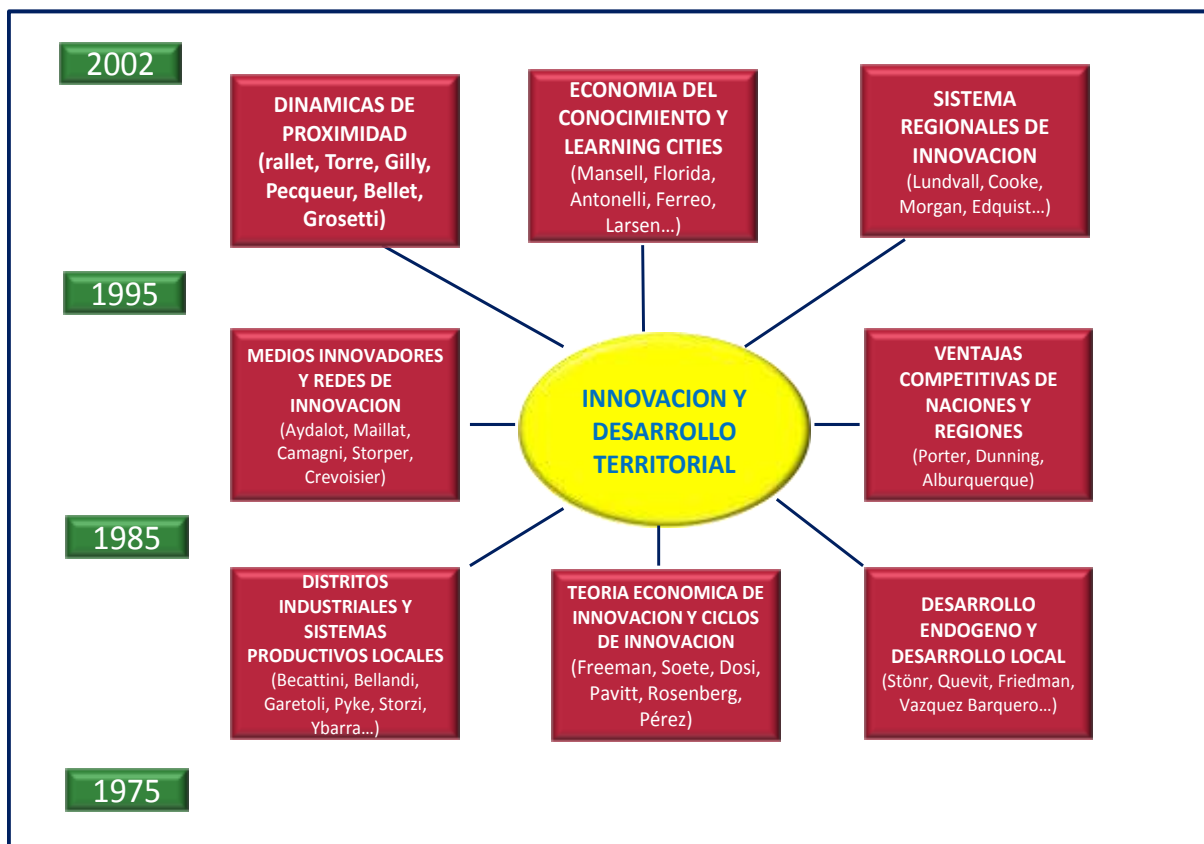 2002
DINAMICAS DE
PROXIMIDAD
(rallet, Torre, Gilly,
Pecqueur, Bellet,
Grosetti)
ECONOMIA DEL
CONOCIMIENTO Y
LEARNING CITIES
(Mansell, Florida,
Antonelli, Ferreo,
Larsen…)
SISTEMA
REGIONALES DE
INNOVACION
(Lundvall, Cooke,
Morgan, Edquist…)
1995
MEDIOS INNOVADORES
Y REDES DE
INNOVACION
(Aydalot, Maillat,
Camagni, Storper,
Crevoisier)
INNOVACION Y
DESARROLLO
TERRITORIAL
VENTAJAS
COMPETITIVAS DE
NACIONES Y
REGIONES
(Porter, Dunning,
Alburquerque)
1985
DISTRITOS
INDUSTRIALES Y
SISTEMAS
PRODUCTIVOS LOCALES
(Becattini, Bellandi,
Garetoli, Pyke, Storzi,
Ybarra…)
TEORIA ECONOMICA DE
INNOVACION Y CICLOS
DE INNOVACION
(Freeman, Soete, Dosi,
Pavitt, Rosenberg,
Pérez)
DESARROLLO
ENDOGENO Y
DESARROLLO LOCAL
(Stönr, Quevit, Friedman,
Vazquez Barquero…)
1975